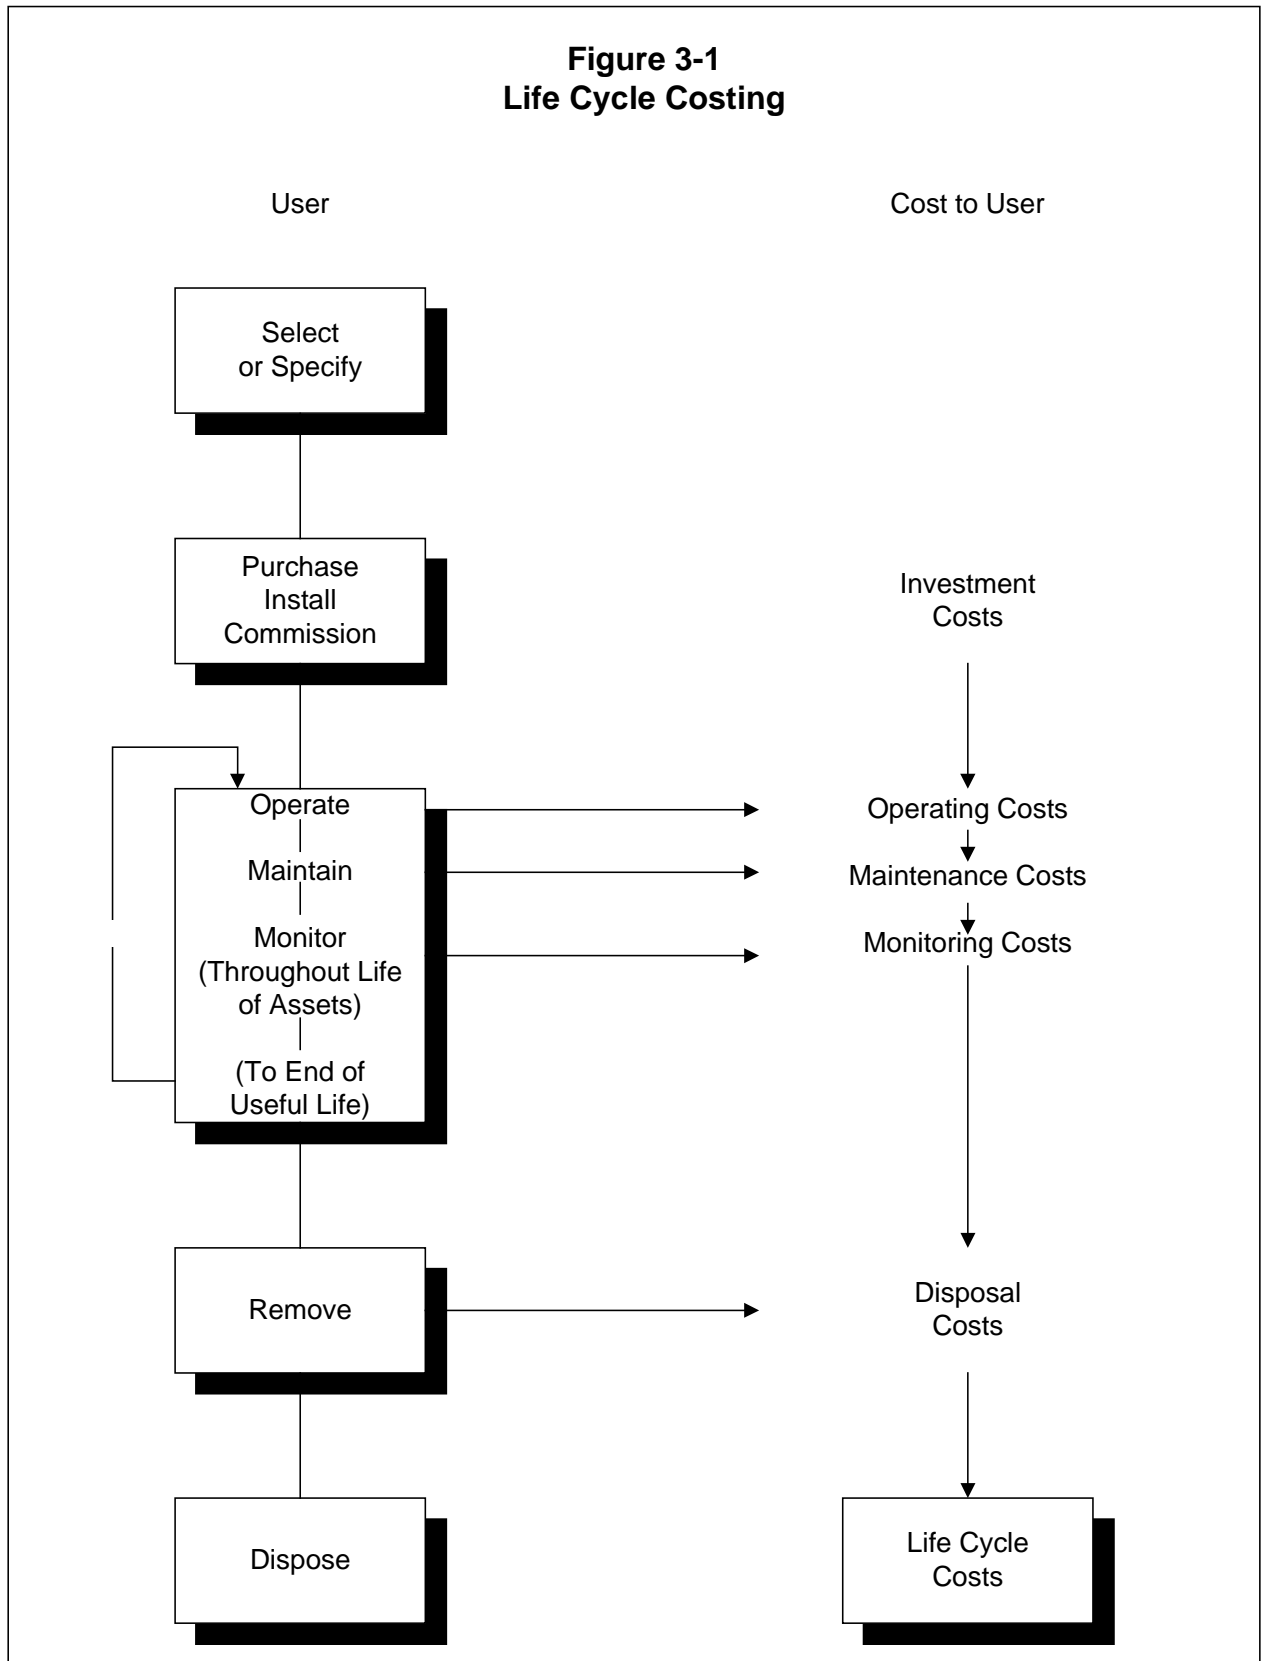 Figure 3-1
Life Cycle Costing
User
Cost to User
Select
or Specify
Purchase
Install
Commission
Investment
Costs
Operate
Operating Costs
Maintain
Maintenance Costs
Monitor
(Throughout Life
of Assets)
Monitoring Costs
(To End of
Useful Life)
Remove
Disposal
Costs
Dispose
Life Cycle
Costs